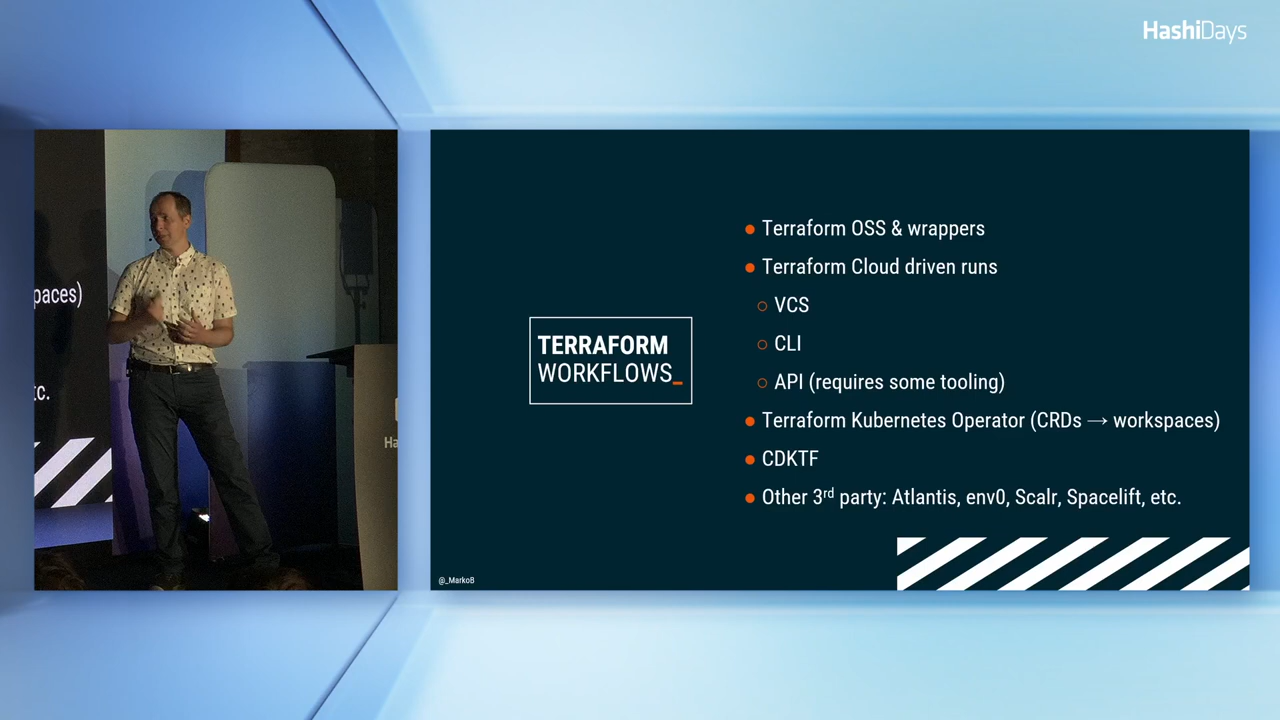 HashiDays
paces)
tc.
Ha
TERRAFORM
WORKFLOWS_
● Terraform OSS & wrappers
● Terraform Cloud driven runs
○ VCS
○ CLI
○ API (requires some tooling)
● Terraform Kubernetes Operator (CRDs → workspaces)
● CDKTF
● Other 3rd party: Atlantis, env0, Scalr, Spacelift, etc.
@_MarkoB